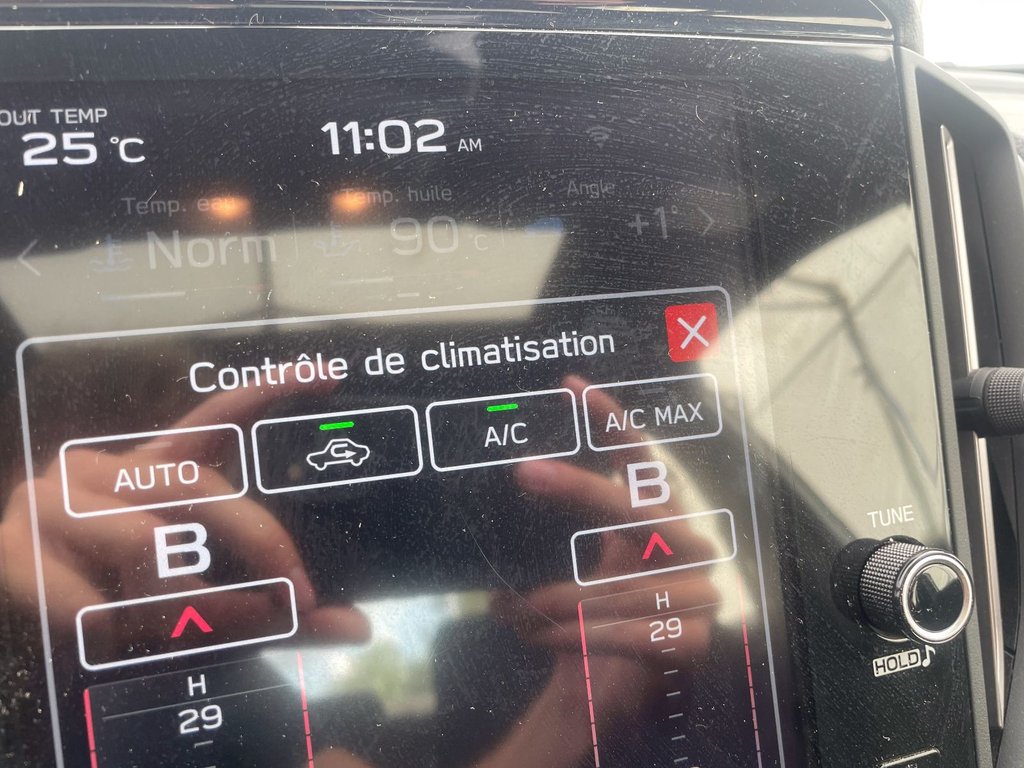 OUT TEMP
25 °C
11:02 AM
Temp. eau
Temp. huile
Angle
Norm
90 c
+1°
Contrôle de climatisation
AUTO
A/C
A/C MAX
B
B
H
29
H
29
TUNE
HOLD